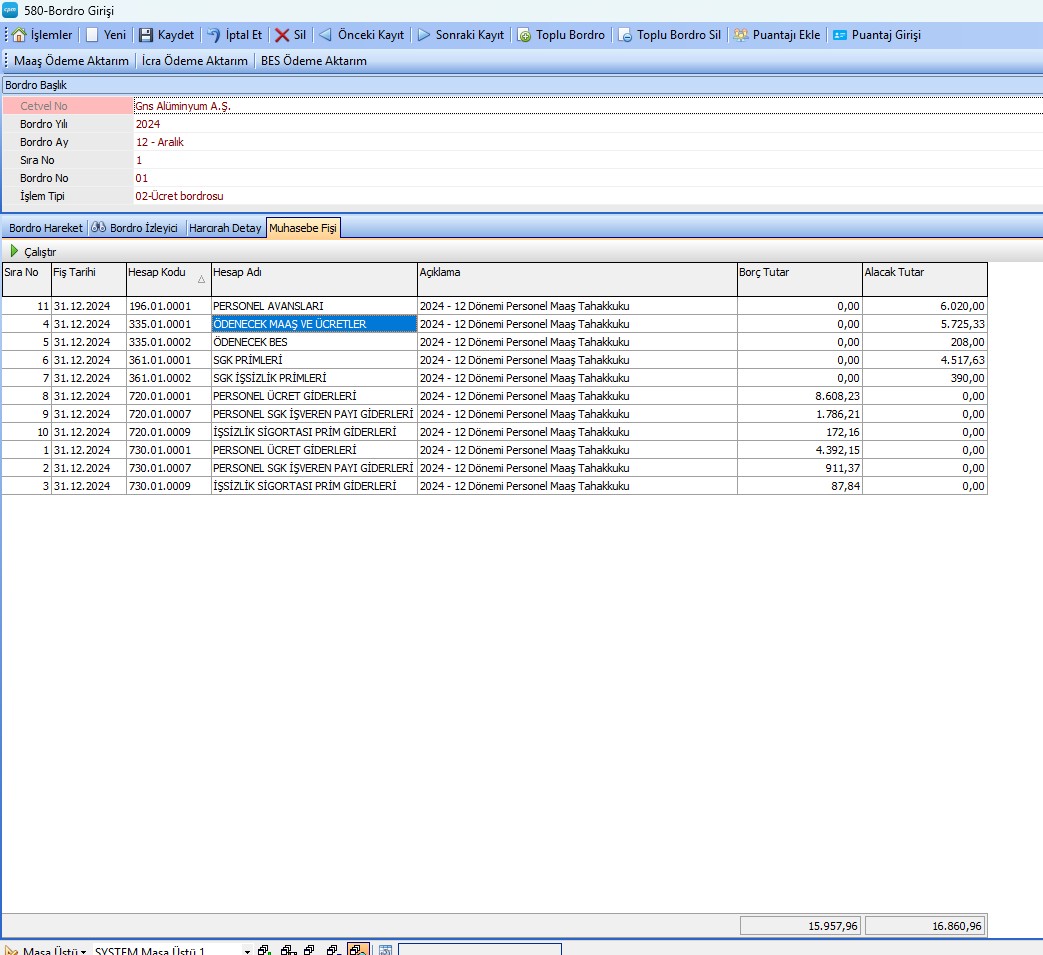 cpm 580-Bordro Girişi
İşlemler Yeni Kaydet İptal Et Sil Önceki Kayıt Sonraki Kayıt Toplu Bordro Toplu Bordro Sil Puantajı Ekle Puantaj Girişi
Maaş Ödeme Aktarım İcra Ödeme Aktarım BES Ödeme Aktarım
Bordro Başlık
Cetvel No Gns Alüminyum A.Ş.
Bordro Yılı 2024
Bordro Ay 12 - Aralık
Sıra No 1
Bordro No 01
İşlem Tipi 02-Ücret bordrosu
Bordro Hareket Bordro İzleyici Harcırah Detay Muhasebe Fişi
Çalıştır
Sıra No Fiş Tarihi Hesap Kodu Hesap Adı Açıklama Borç Tutar Alacak Tutar
11 31.12.2024 196.01.0001 PERSONEL AVANSLARI 2024 - 12 Dönemi Personel Maaş Tahakkuku 0,00 6.020,00
4 31.12.2024 335.01.0001 ÖDENECEK MAAŞ VE ÜCRETLER 2024 - 12 Dönemi Personel Maaş Tahakkuku 0,00 5.725,33
5 31.12.2024 335.01.0002 ÖDENECEK BES 2024 - 12 Dönemi Personel Maaş Tahakkuku 0,00 208,00
6 31.12.2024 361.01.0001 SGK PRİMLERİ 2024 - 12 Dönemi Personel Maaş Tahakkuku 0,00 4.517,63
7 31.12.2024 361.01.0002 SGK İŞSİZLİK PRİMLERİ 2024 - 12 Dönemi Personel Maaş Tahakkuku 0,00 390,00
8 31.12.2024 720.01.0001 PERSONEL ÜCRET GİDERLERİ 2024 - 12 Dönemi Personel Maaş Tahakkuku 8.608,23 0,00
9 31.12.2024 720.01.0007 PERSONEL SGK İŞVEREN PAYI GİDERLERİ 2024 - 12 Dönemi Personel Maaş Tahakkuku 1.786,21 0,00
10 31.12.2024 720.01.0009 İŞSİZLİK SİGORTASI PRİM GİDERLERİ 2024 - 12 Dönemi Personel Maaş Tahakkuku 172,16 0,00
1 31.12.2024 730.01.0001 PERSONEL ÜCRET GİDERLERİ 2024 - 12 Dönemi Personel Maaş Tahakkuku 4.392,15 0,00
2 31.12.2024 730.01.0007 PERSONEL SGK İŞVEREN PAYI GİDERLERİ 2024 - 12 Dönemi Personel Maaş Tahakkuku 911,37 0,00
3 31.12.2024 730.01.0009 İŞSİZLİK SİGORTASI PRİM GİDERLERİ 2024 - 12 Dönemi Personel Maaş Tahakkuku 87,84 0,00
15.957,96 16.860,96
Masa Üstü SYSTEM Masa Üstü 1